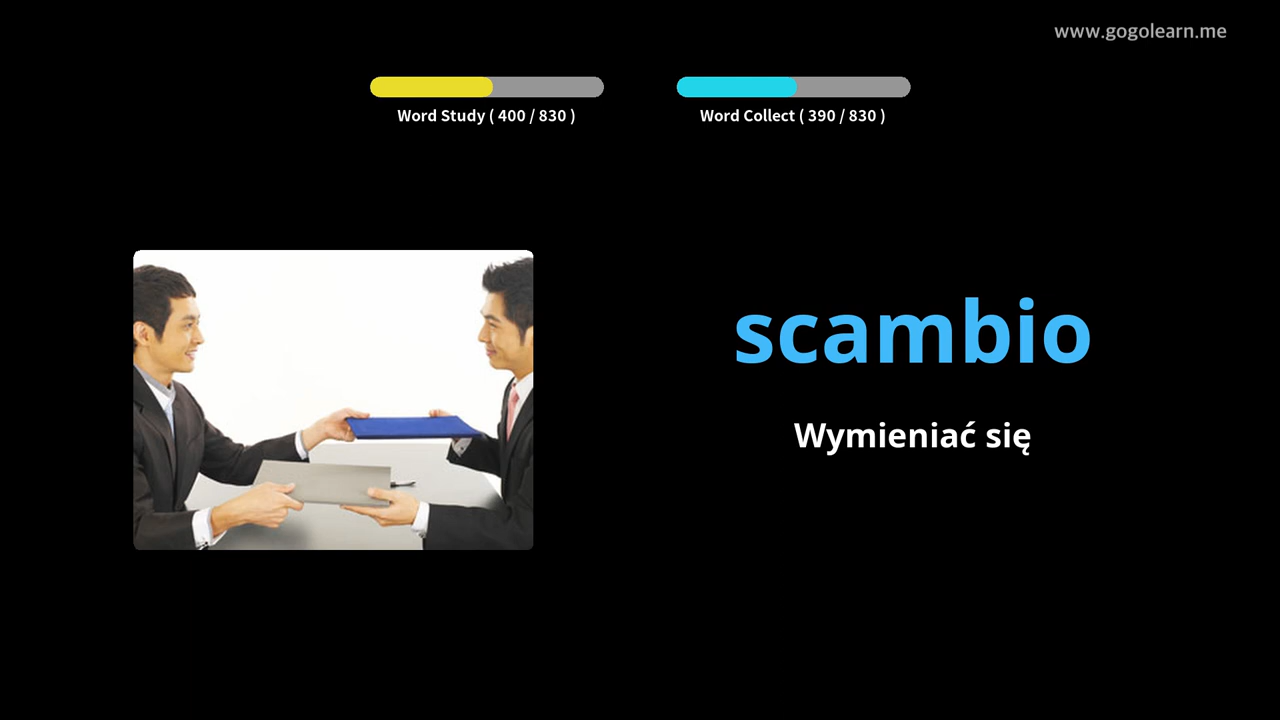 www.gogolearn.me
Word Study ( 400 / 830 )
Word Collect ( 390 / 830 )
scambio
Wymieniać się